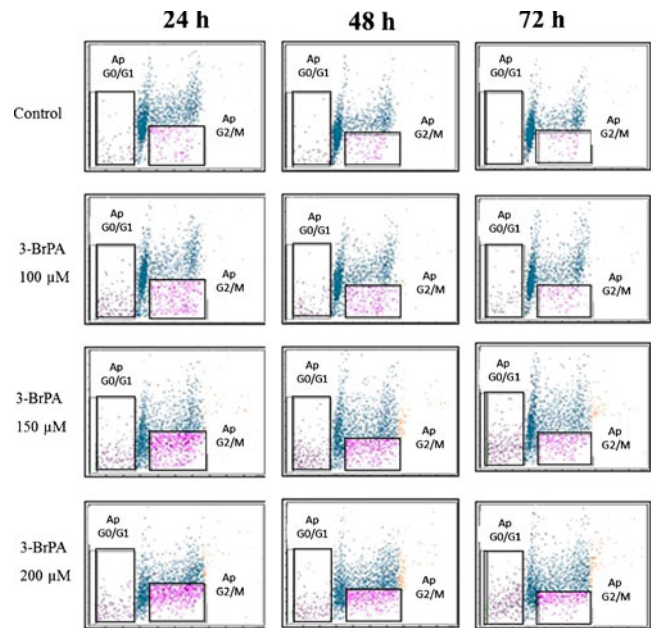 24 h 48 h 72 h
Ap
G0/G1
Ap
G2/M
Ap
G0/G1
Ap
G2/M
Ap
G0/G1
Ap
G2/M
Control
Ap
G0/G1
Ap
G2/M
Ap
G0/G1
Ap
G2/M
Ap
G0/G1
Ap
G2/M
3-BrPA
100 µM
Ap
G0/G1
Ap
G2/M
Ap
G0/G1
Ap
G2/M
Ap
G0/G1
Ap
G2/M
3-BrPA
150 µM
Ap
G0/G1
Ap
G2/M
Ap
G0/G1
Ap
G2/M
Ap
G0/G1
Ap
G2/M
3-BrPA
200 µM